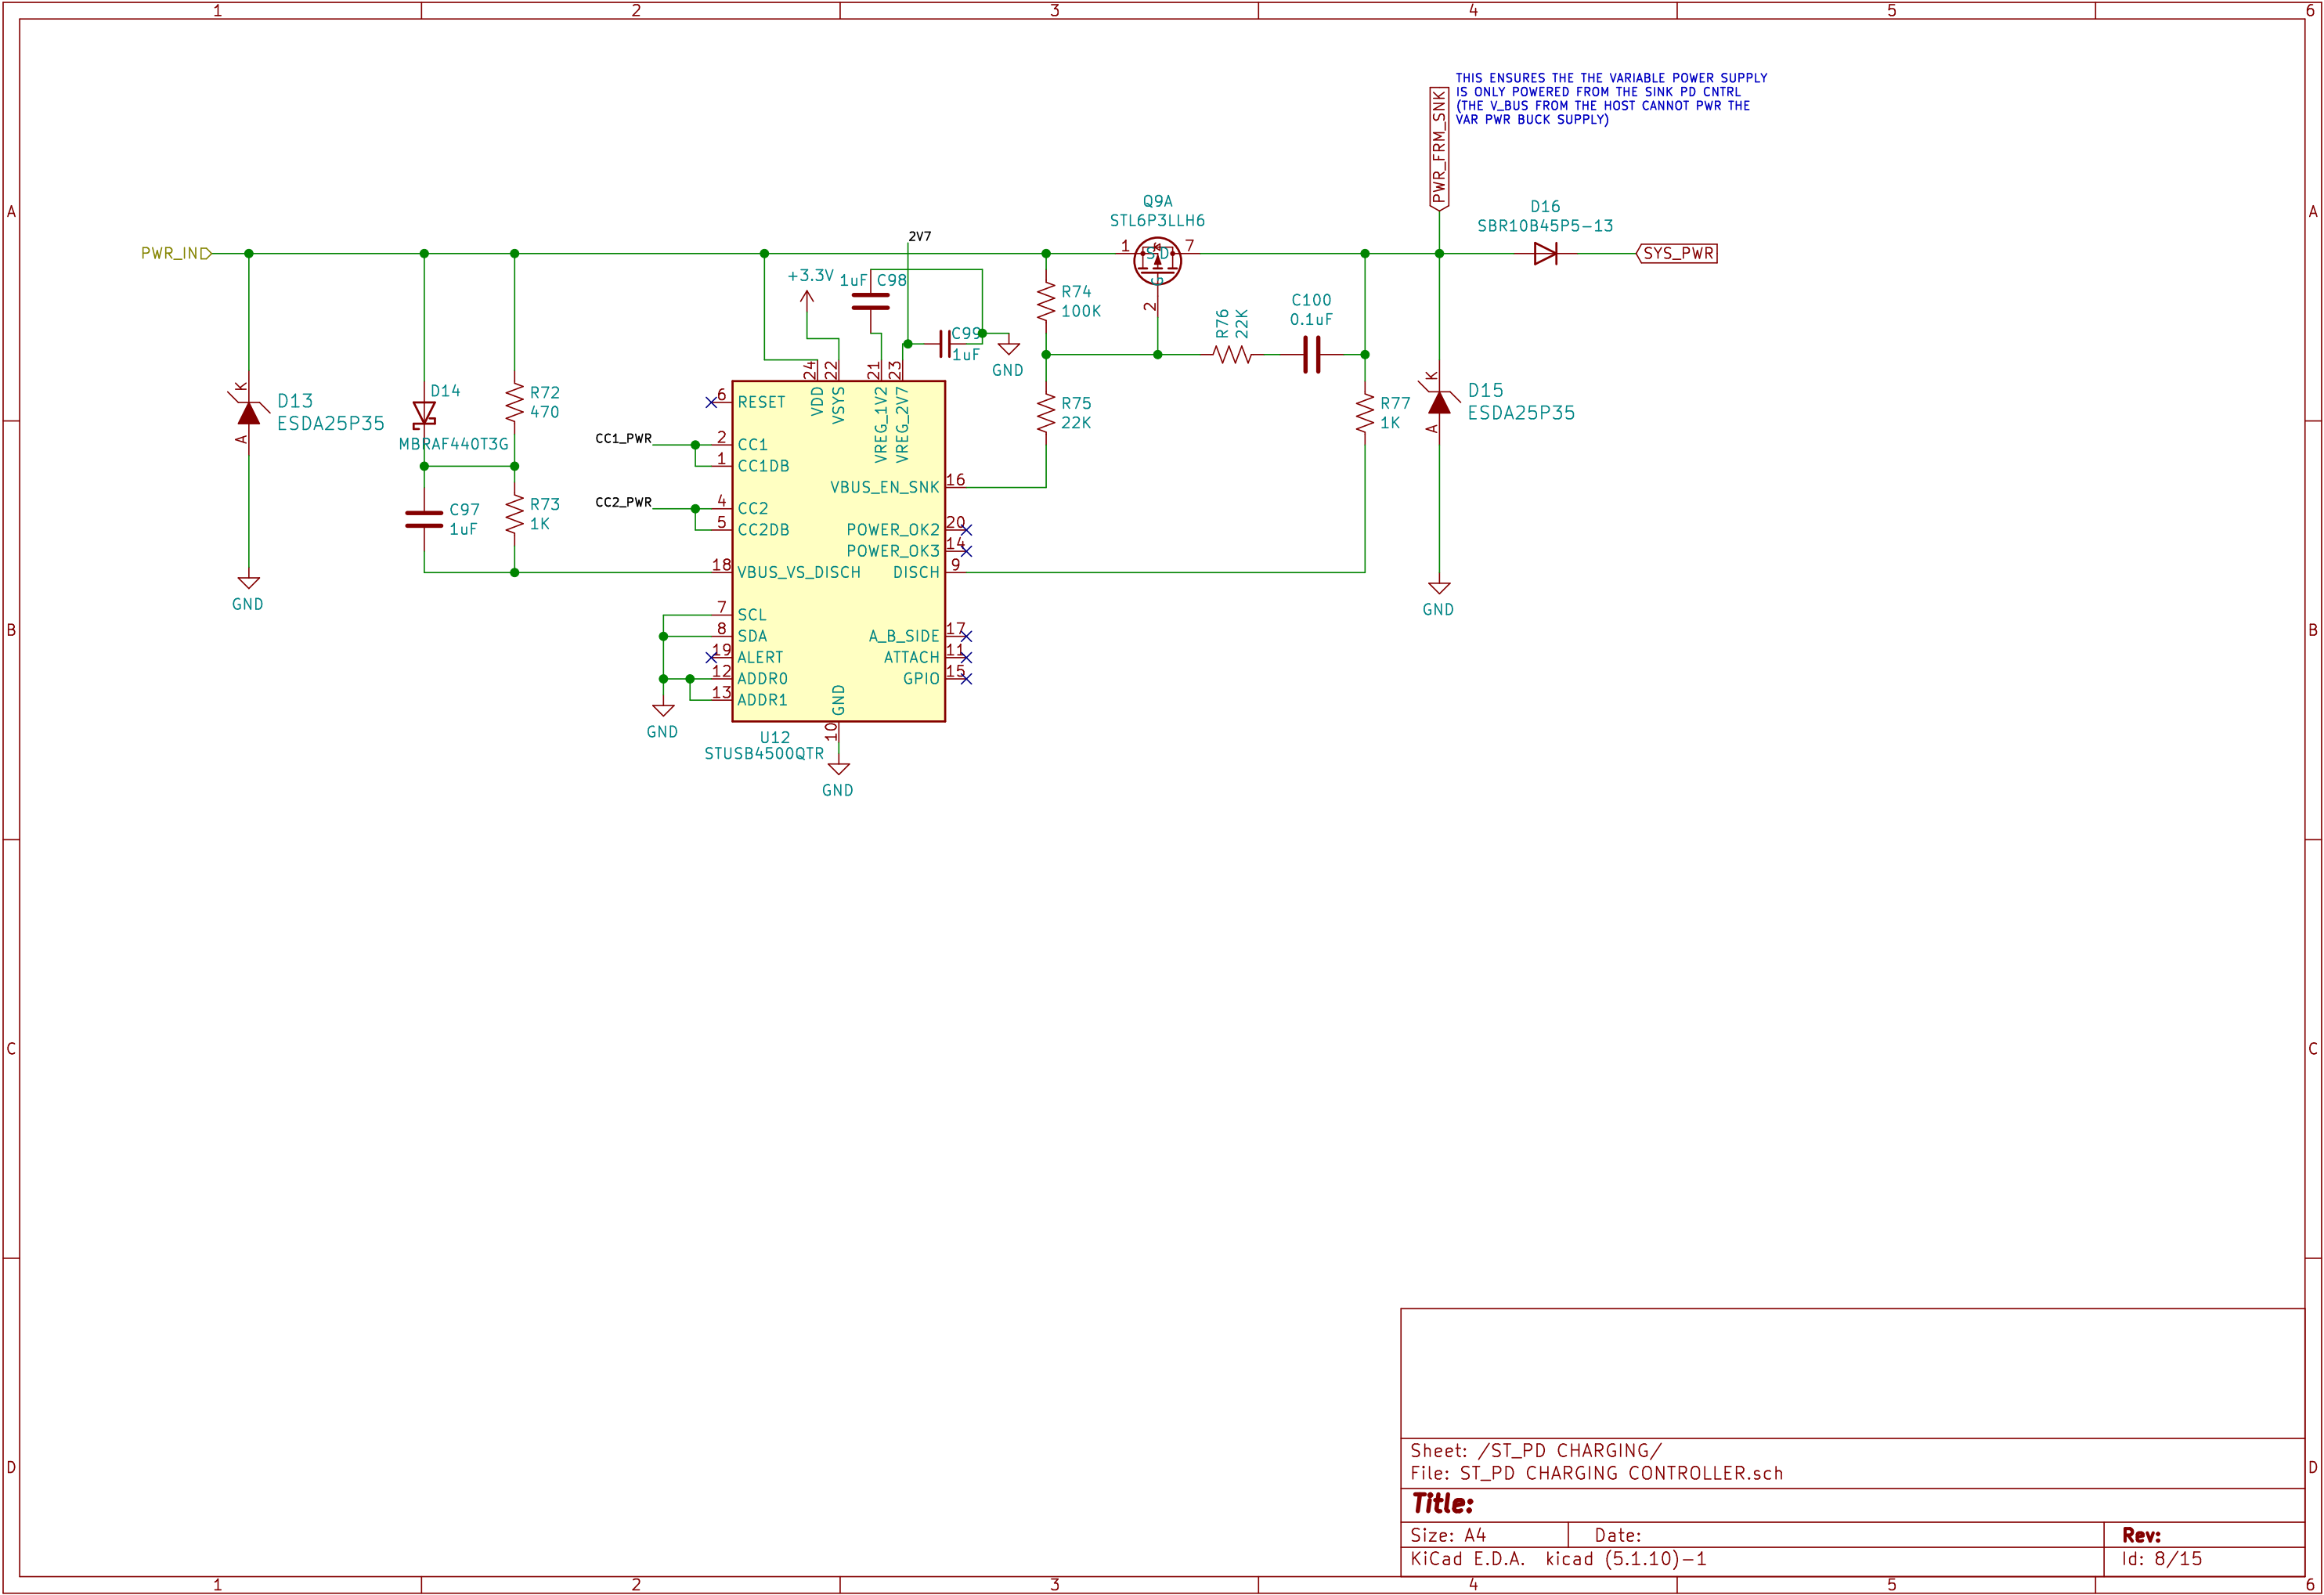 1 2 3 4 5 6
THIS ENSURES THE THE VARIABLE POWER SUPPLY
IS ONLY POWERED FROM THE SINK PD CNTRL
(THE V_BUS FROM THE HOST CANNOT PWR THE
VAR PWR BUCK SUPPLY)
PWR_FRM_SNK
A
A
Q9A
STL6P3LLH6
D16
SBR10B45P5-13
PWR_IN
2V7
1
S
D
G
7
2
SYS_PWR
+3.3V
1uF C98
C99
1uF
GND
R74
100K
R76
22K
C100
0.1uF
K
D13
ESDA25P35
A
GND
D14
MBRAF440T3G
R72
470
C97
1uF
R73
1K
CC1_PWR
CC2_PWR
24 VDD
22 VSYS
21 VREG_1V2
23 VREG_2V7
6 RESET
2 CC1
1 CC1DB
4 CC2
5 CC2DB
18 VBUS_VS_DISCH
7 SCL
8 SDA
19 ALERT
12 ADDR0
13 ADDR1
VBUS_EN_SNK 16
POWER_OK2 20
POWER_OK3 14
DISCH 9
A_B_SIDE 17
ATTACH 11
GPIO 15
GND
10
GND
U12
STUSB4500QTR
GND
R75
22K
R77
1K
K
D15
ESDA25P35
A
GND
B
B
C
C
D
D
Sheet: /ST_PD CHARGING/
File: ST_PD CHARGING CONTROLLER.sch
Title:
Size: A4 Date: Rev:
KiCad E.D.A. kicad (5.1.10)-1 Id: 8/15
1 2 3 4 5 6